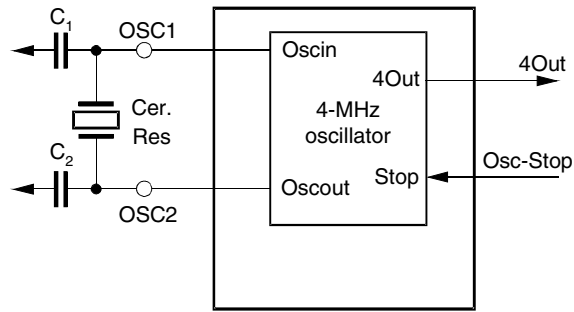 C1
OSC1
Oscin
4Out
4Out
Cer.
Res
4-MHz
oscillator
C2
Osc-Stop
Stop
Oscout
OSC2